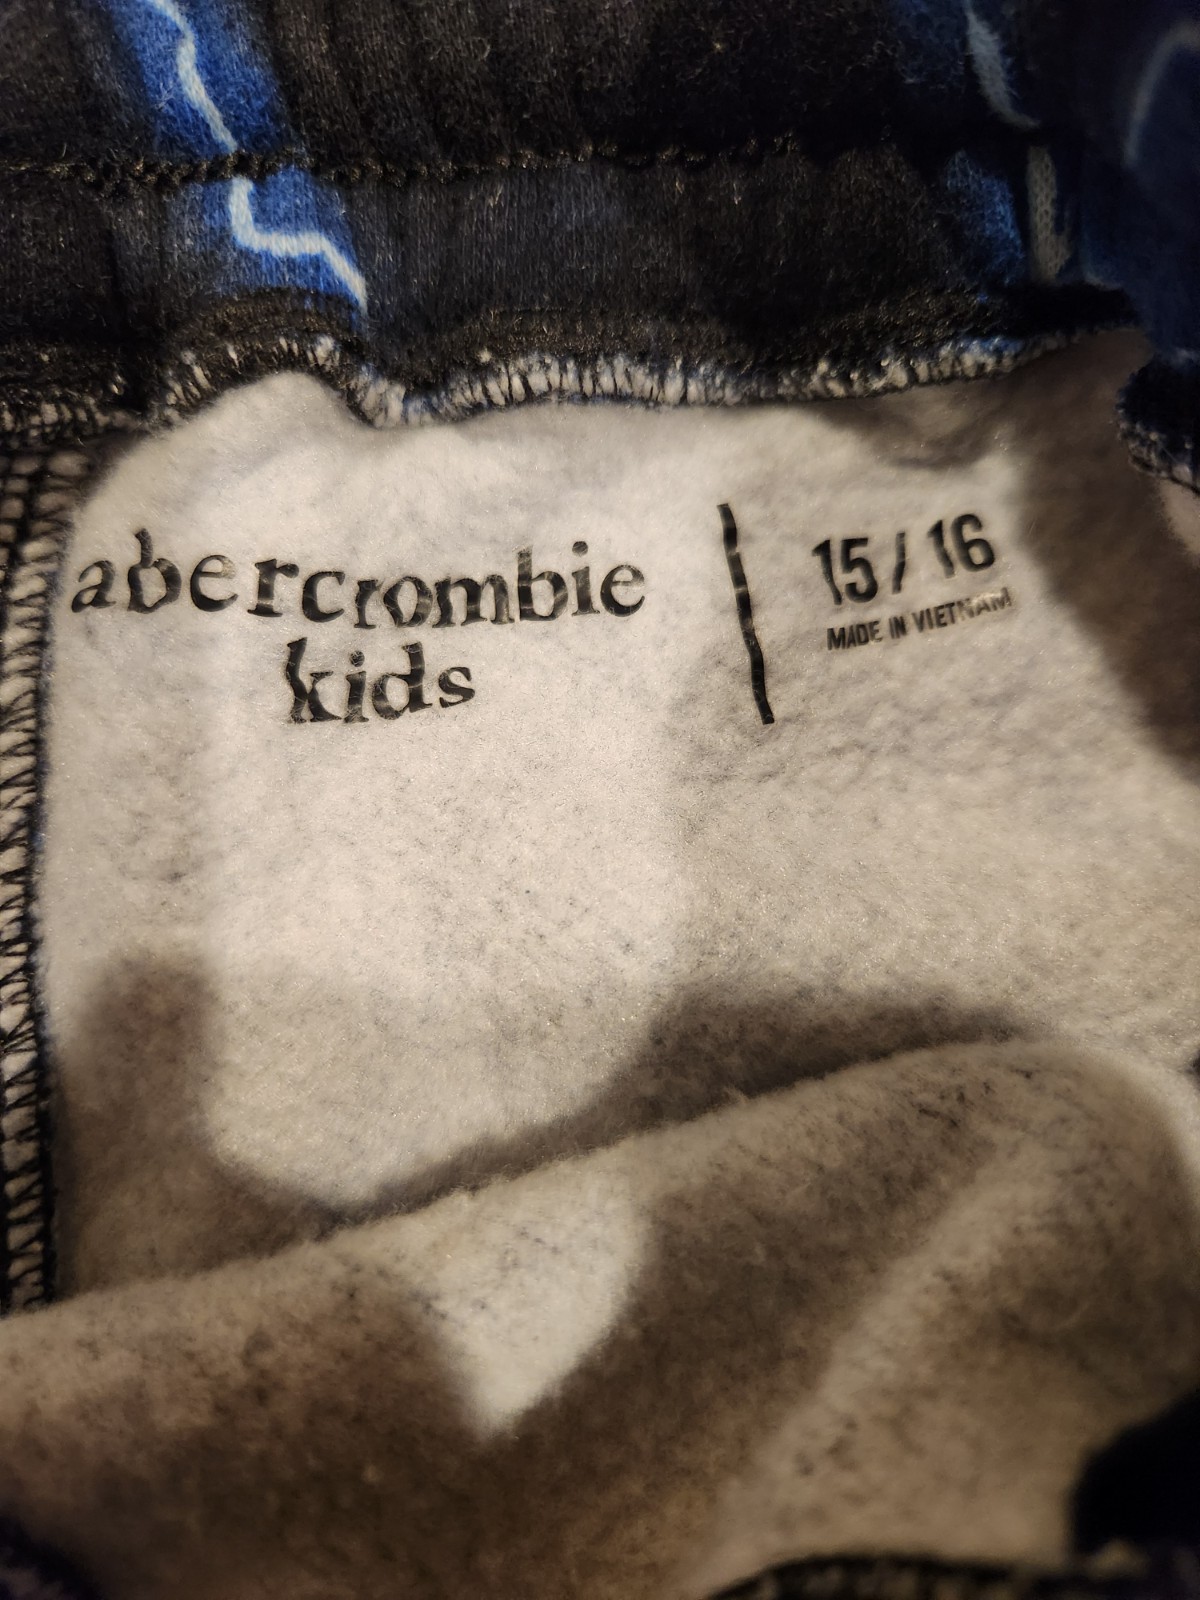 abercrombie
kids
15 / 16
MADE IN VIETNAM